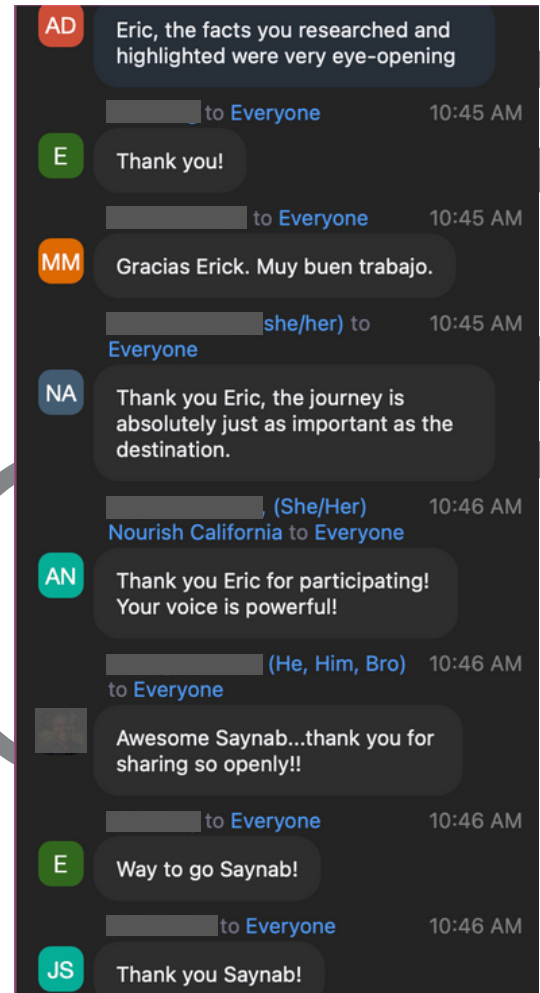 AD
Eric, the facts you researched and
highlighted were very eye-opening
to Everyone 10:45 AM
E
Thank you!
to Everyone 10:45 AM
MM
Gracias Erick. Muy buen trabajo.
she/her) to 10:45 AM
Everyone
NA
Thank you Eric, the journey is
absolutely just as important as the
destination.
, (She/Her) 10:46 AM
Nourish California to Everyone
AN
Thank you Eric for participating!
Your voice is powerful!
(He, Him, Bro) 10:46 AM
to Everyone
Awesome Saynab...thank you for
sharing so openly!!
to Everyone 10:46 AM
E
Way to go Saynab!
to Everyone 10:46 AM
JS
Thank you Saynab!